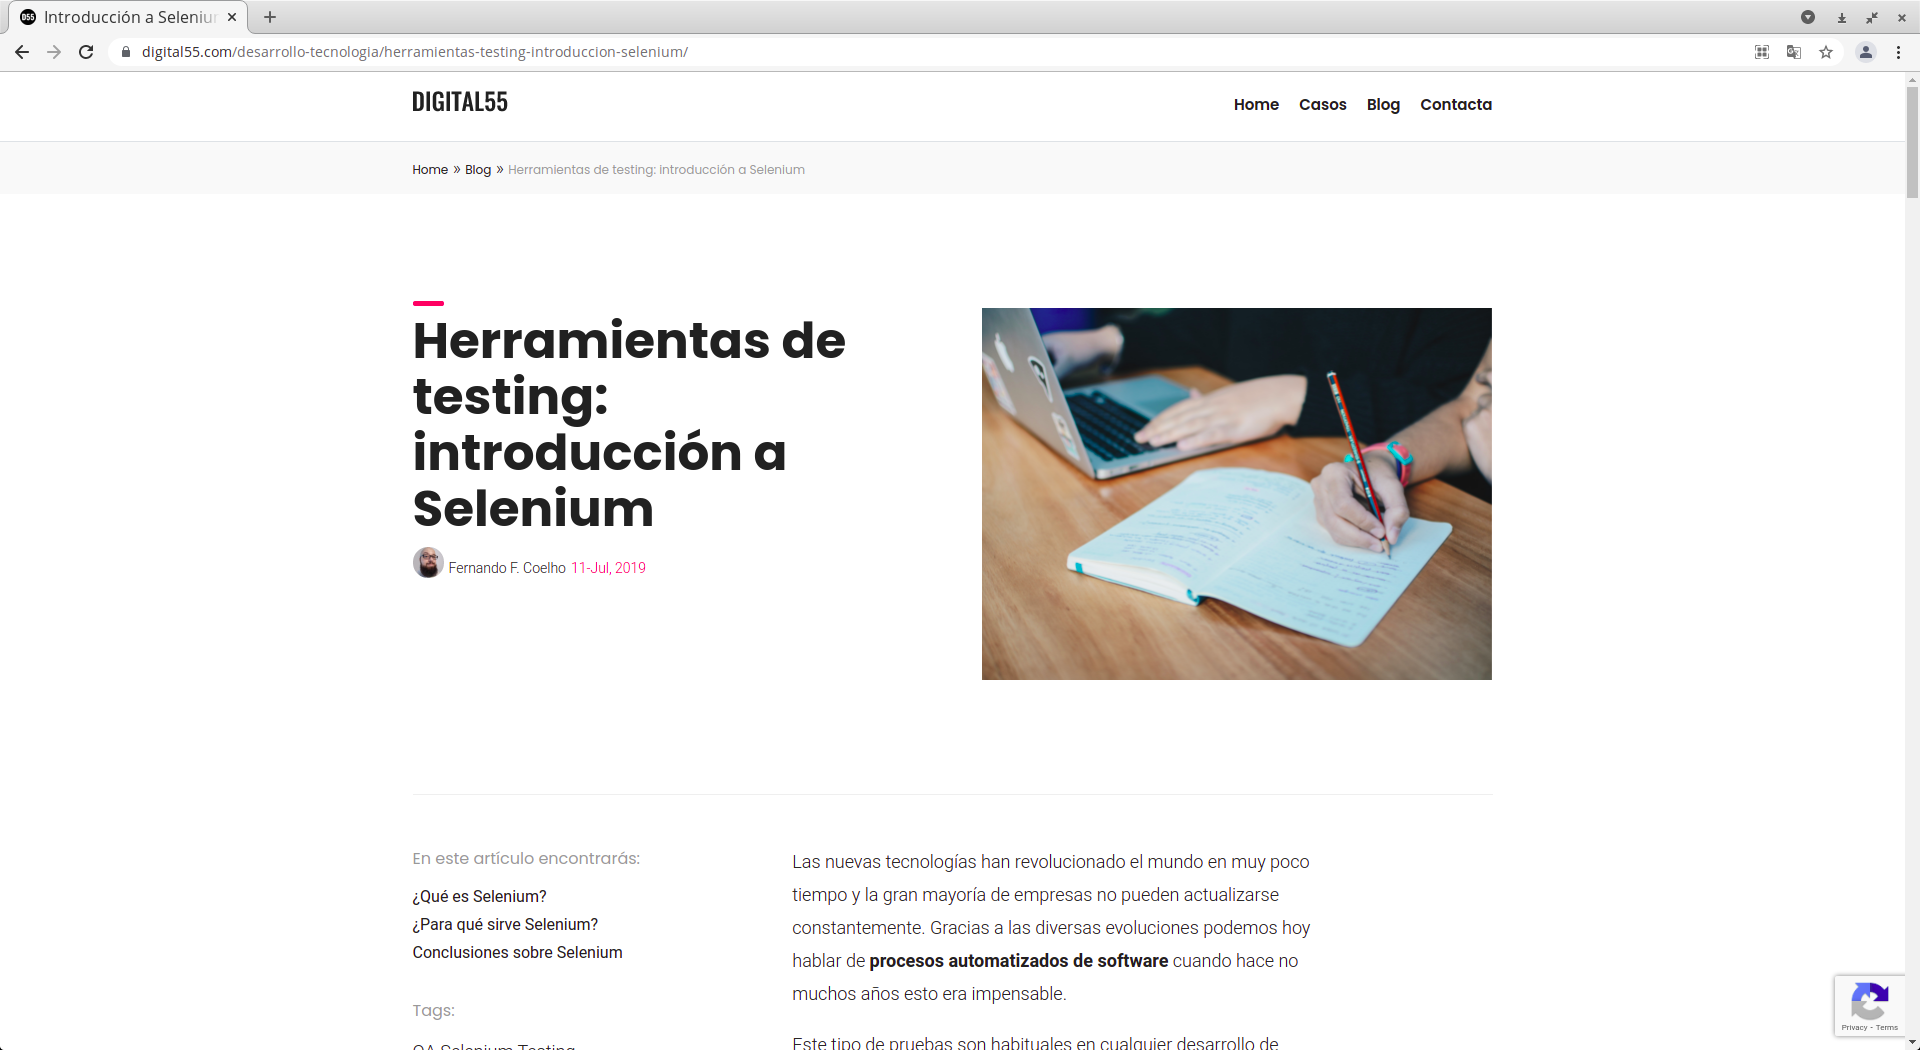 D55 Introducción a Seleniu
digital55.com/desarrollo-tecnologia/herramientas-testing-introduccion-selenium/
DIGITAL55
Home Casos Blog Contacta
Home » Blog » Herramientas de testing: introducción a Selenium
Herramientas de
testing:
introducción a
Selenium
Fernando F. Coelho 11-Jul, 2019
En este artículo encontrarás:
¿Qué es Selenium?
¿Para qué sirve Selenium?
Conclusiones sobre Selenium
Tags:
QA Selenium Testing
Las nuevas tecnologías han revolucionado el mundo en muy poco
tiempo y la gran mayoría de empresas no pueden actualizarse
constantemente. Gracias a las diversas evoluciones podemos hoy
hablar de procesos automatizados de software cuando hace no
muchos años esto era impensable.
Este tipo de pruebas son habituales en cualquier desarrollo de
Privacy - Terms